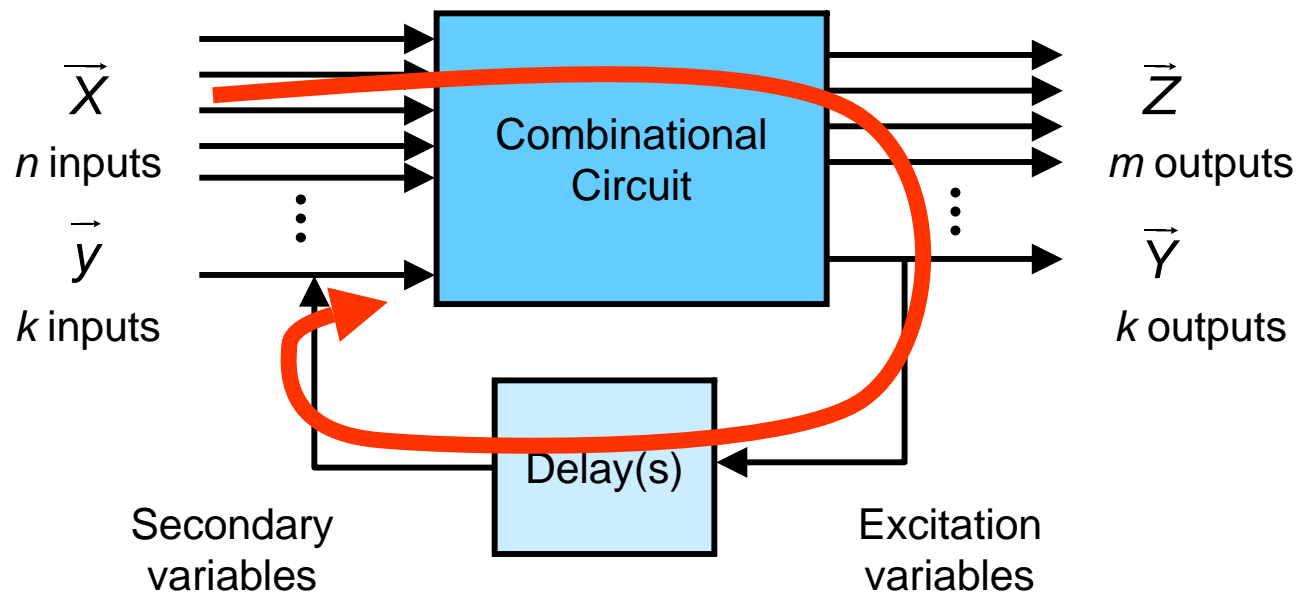 X
n inputs
y
k inputs
Combinational
Circuit
Z
m outputs
Y
k outputs
Delay(s)
Secondary
variables
Excitation
variables